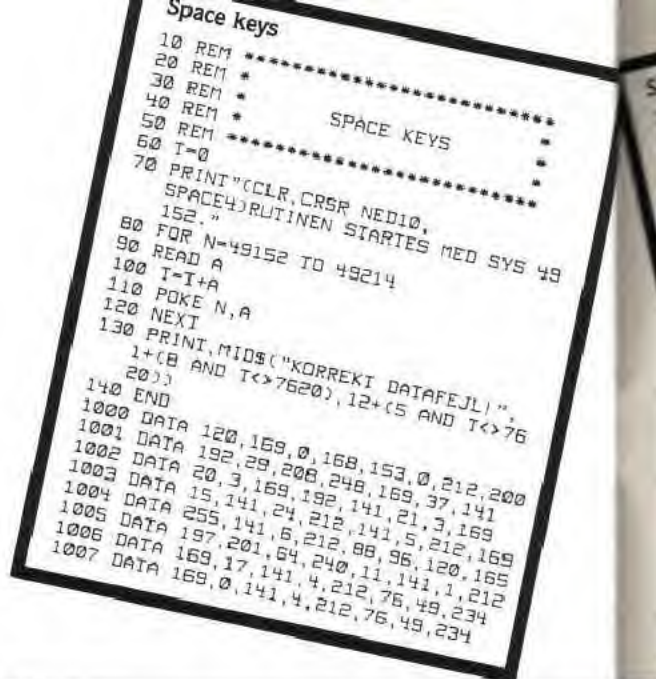 Space keys
10 REM *************************
20 REM *                       *
30 REM *      SPACE KEYS       *
40 REM *                       *
50 REM *************************
60 T=0
70 PRINT"(CLR,CRSR NED10,
SPACE4)RUTINEN STARTES MED SYS 49
152."
80 FOR N=49152 TO 49214
90 READ A
100 T=T+A
110 POKE N,A
120 NEXT
130 PRINT,MID$("KORREKT DATAFEJL!",
1+(8 AND T<>7620),12+(5 AND T<>76
20))
140 END
1000 DATA 120,169,0,168,153,0,212,200
1001 DATA 192,29,208,248,169,37,141
1002 DATA 20,3,169,192,141,21,3,169
1003 DATA 15,141,24,212,141,5,212,169
1004 DATA 255,141,6,212,88,96,120,165
1005 DATA 197,201,64,240,11,141,1,212
1006 DATA 169,17,141,4,212,76,49,234
1007 DATA 169,0,141,4,212,76,49,234